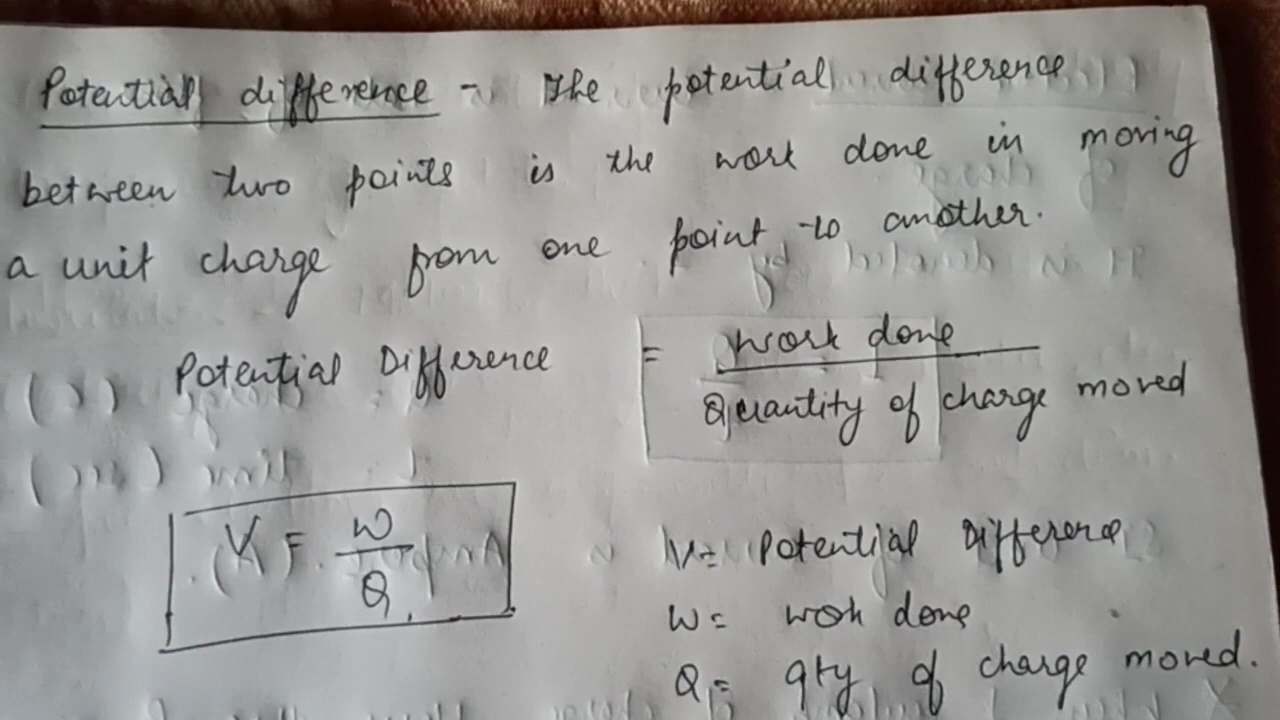 Potential difference - The potential difference
between two points is the work done in moving
a unit charge from one point to another.
Potential Difference = work done
Quantity of charge moved
V = W
Q
V = Potential Difference
W = work done
Q = qty of charge moved.